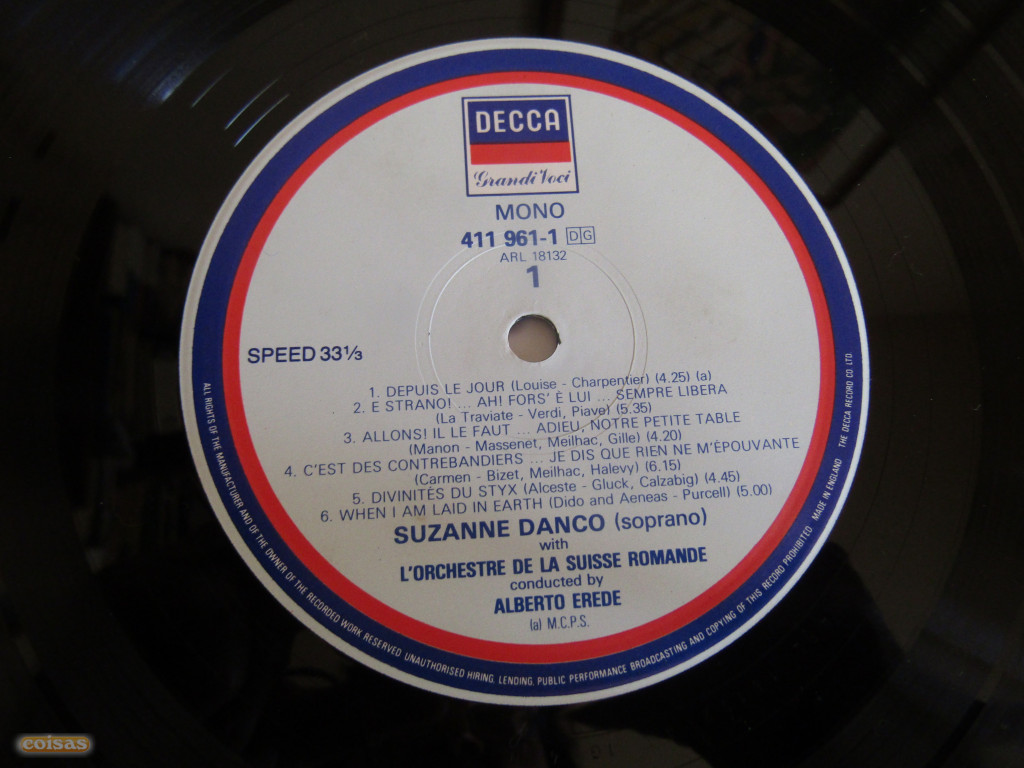 DECCA
Grandi Voci
MONO
411 961-1 DG
ARL 18132
1
SPEED 33⅓
1. DEPUIS LE JOUR (Louise - Charpentier) (4.25) (a)
2. E STRANO! ... AH! FORS' È LUI ... SEMPRE LIBERA
(La Traviate - Verdi, Piave) (5.35)
3. ALLONS! IL LE FAUT ... ADIEU, NOTRE PETITE TABLE
(Manon - Massenet, Meilhac, Gille) (4.20)
4. C'EST DES CONTREBANDIERS ... JE DIS QUE RIEN NE M'ÉPOUVANTE
(Carmen - Bizet, Meilhac, Halevy) (6.15)
5. DIVINITÉS DU STYX (Alceste - Gluck, Calzabig) (4.45)
6. WHEN I AM LAID IN EARTH (Dido and Aeneas - Purcell) (5.00)
SUZANNE DANCO (soprano)
with
L'ORCHESTRE DE LA SUISSE ROMANDE
conducted by
ALBERTO EREDE
(a) M.C.P.S.
ALL RIGHTS OF THE MANUFACTURER AND OF THE OWNER OF THE RECORDED WORK RESERVED UNAUTHORISED HIRING, LENDING, PUBLIC PERFORMANCE BROADCASTING AND COPYING OF THIS RECORD PROHIBITED MADE IN ENGLAND THE DECCA RECORD CO. LTD.
coisas